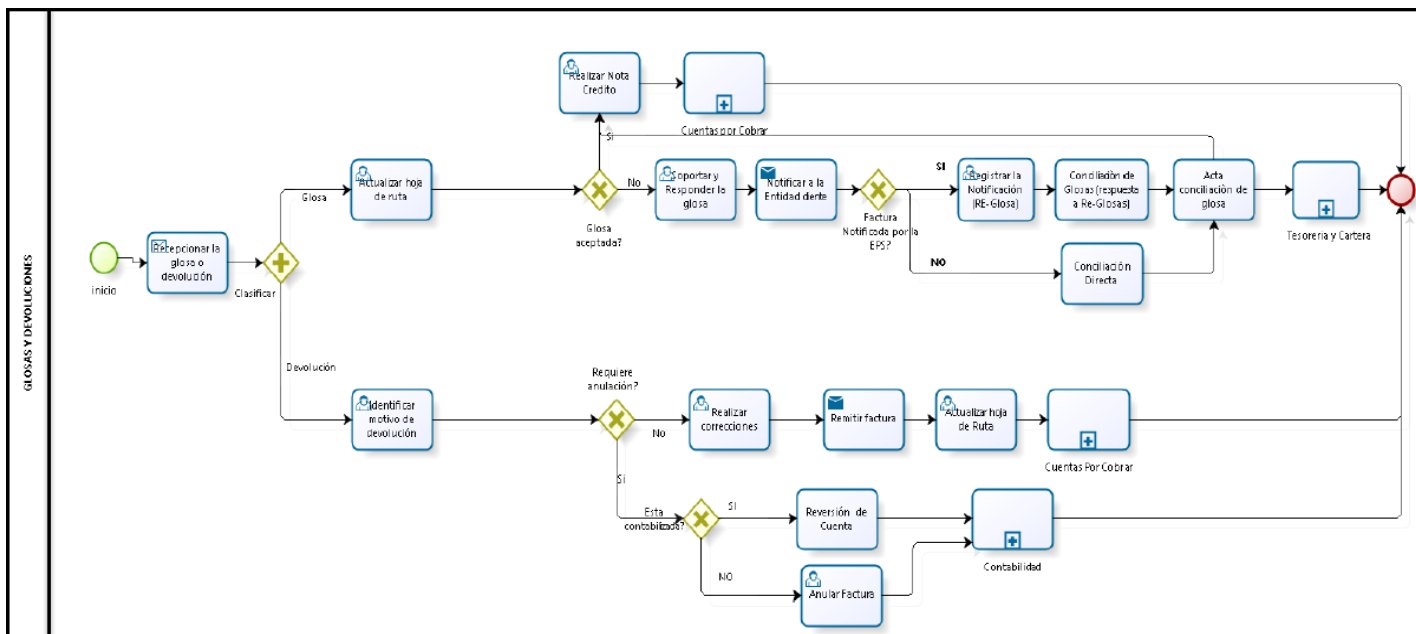 GLOSAS Y DEVOLUCIONES
inicio
Recepcionar la
glosa o
devolución
Clasificar
Glosa
Actualizar hoja
de ruta
Glosa
aceptada?
Si
Realizar Nota
Credito
Cuentas por Cobrar
No
Soportar y
Responder la
glosa
Notificar a la
Entidad cliente
Factura
Notificada por la
EPS?
SI
Registrar la
Notificación
(RE-Glosa)
Conciliaciòn de
Glosas (respuesta
a Re-Glosas)
Acta
conciliaciòn de
glosa
Tesoreria y Cartera
NO
Conciliación
Directa
Devolución
Identificar
motivo de
devolución
Requiere
anulación?
No
Realizar
correcciones
Remitir factura
Actualizar hoja
de Ruta
Cuentas Por Cobrar
Si
Esta
contabilizada?
SI
Reversión de
Cuenta
Contabilidad
NO
Anular Factura